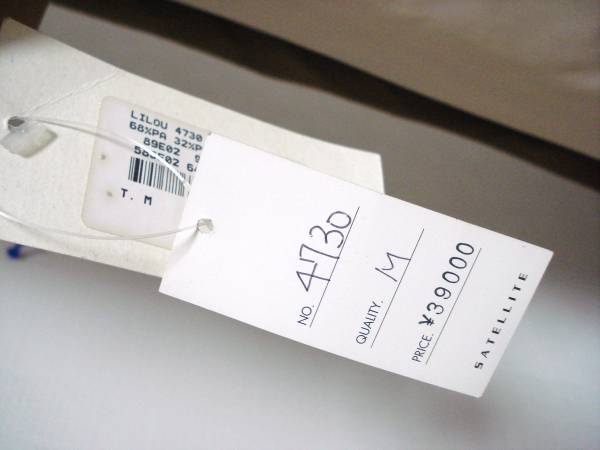 LILOU 4730
68%PA 32%P
89E02
T. M
NO. 4730
QUALITY. M
PRICE. ¥39000
SATELLITE